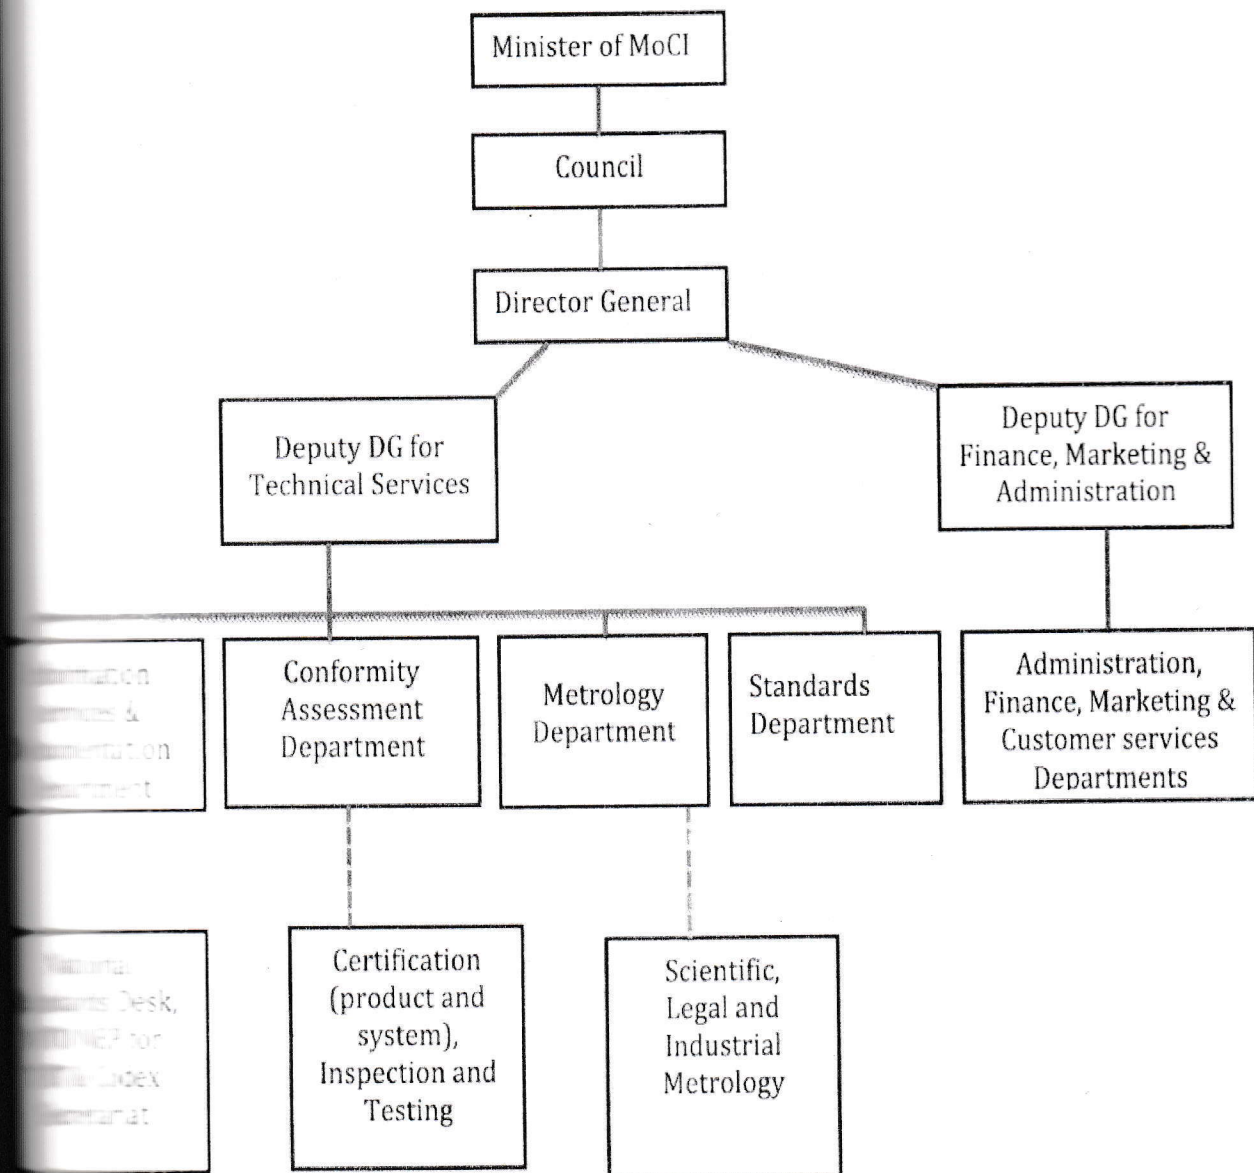 Minister of MoCI
Council
Director General
Deputy DG for
Technical Services
Deputy DG for
Finance, Marketing &
Administration
&
Conformity
Assessment
Department
Metrology
Department
Standards
Department
Administration,
Finance, Marketing &
Customer services
Departments
Desk,
Certification
(product and
system),
Inspection and
Testing
Scientific,
Legal and
Industrial
Metrology